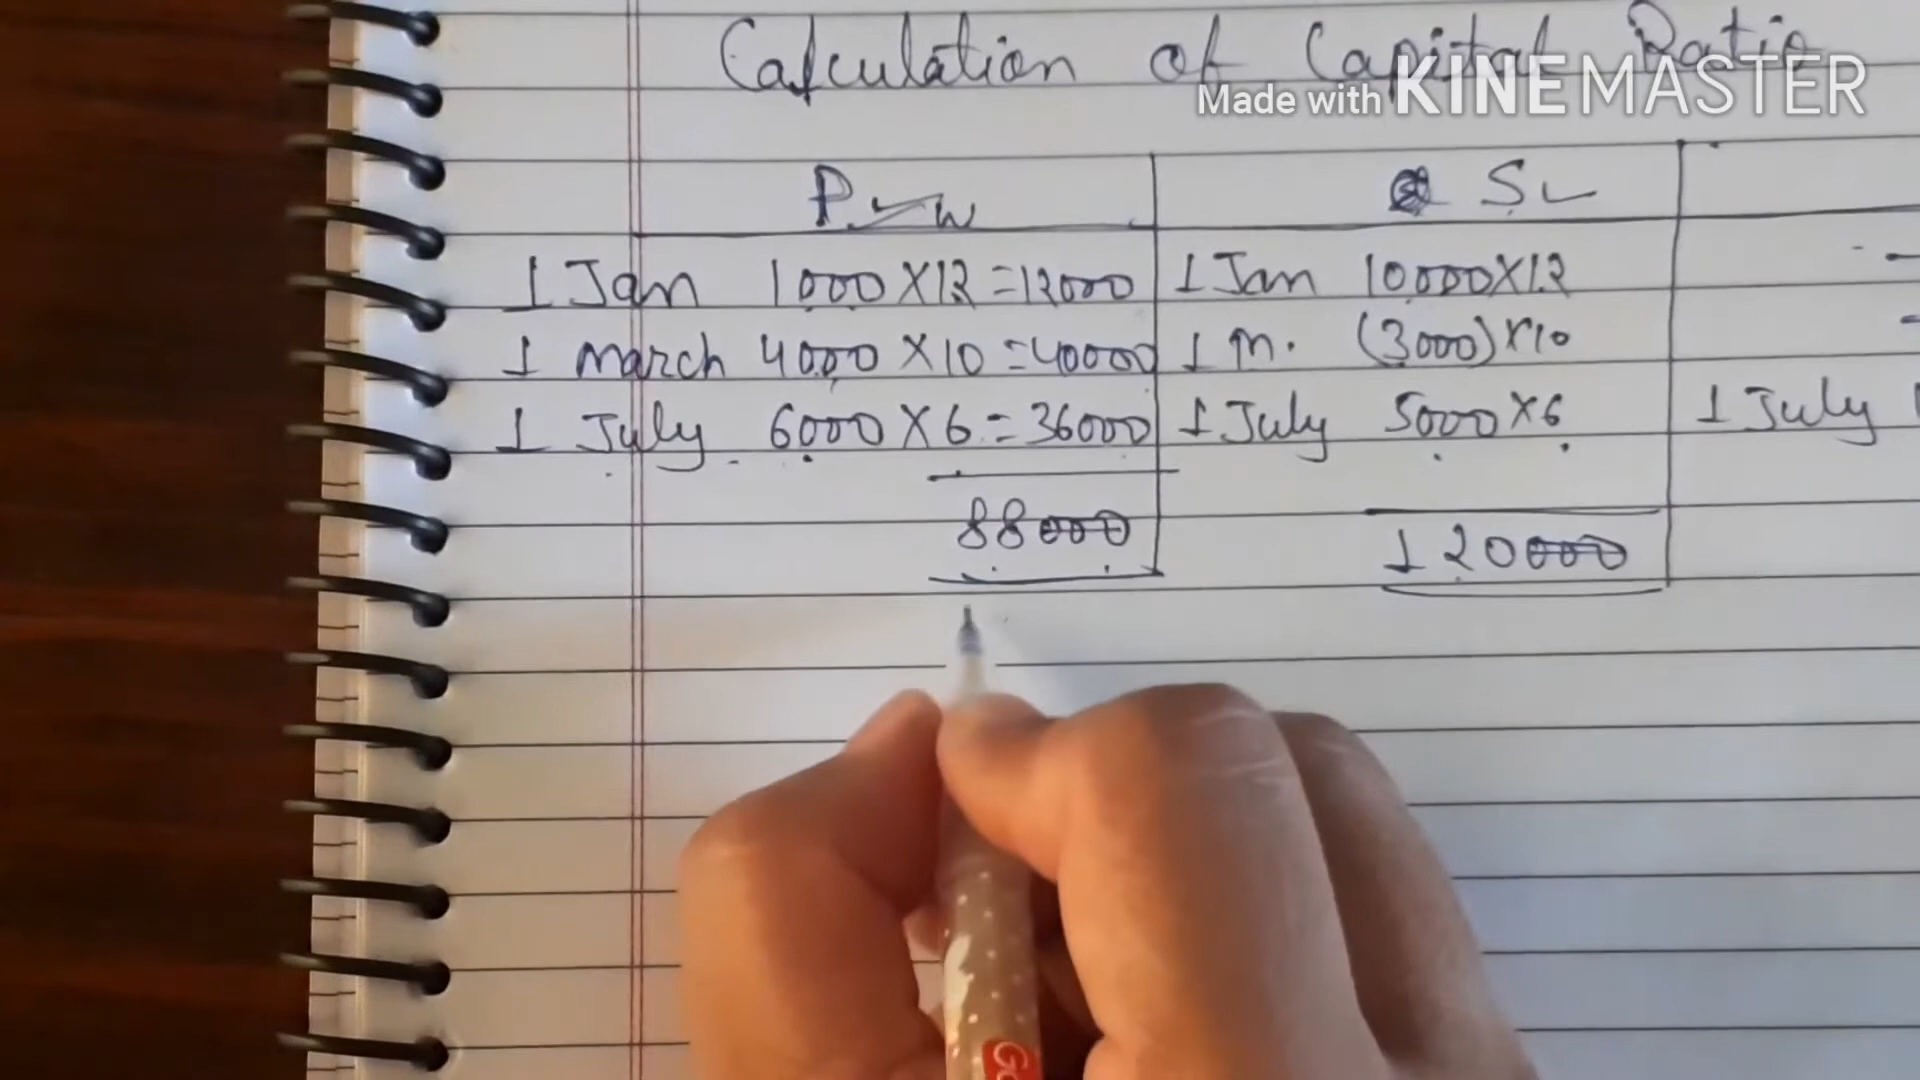 Calculation of Capital Ratio
Made with KINEMASTER
1 Jan 1000 X 12 = 12000 1 Jan 10000 X 12
1 March 4000 X 10 = 40000 1 M. (3000) X 10
1 July 6000 X 6 = 36000 1 July 5000 X 6 1 July
88000 120000